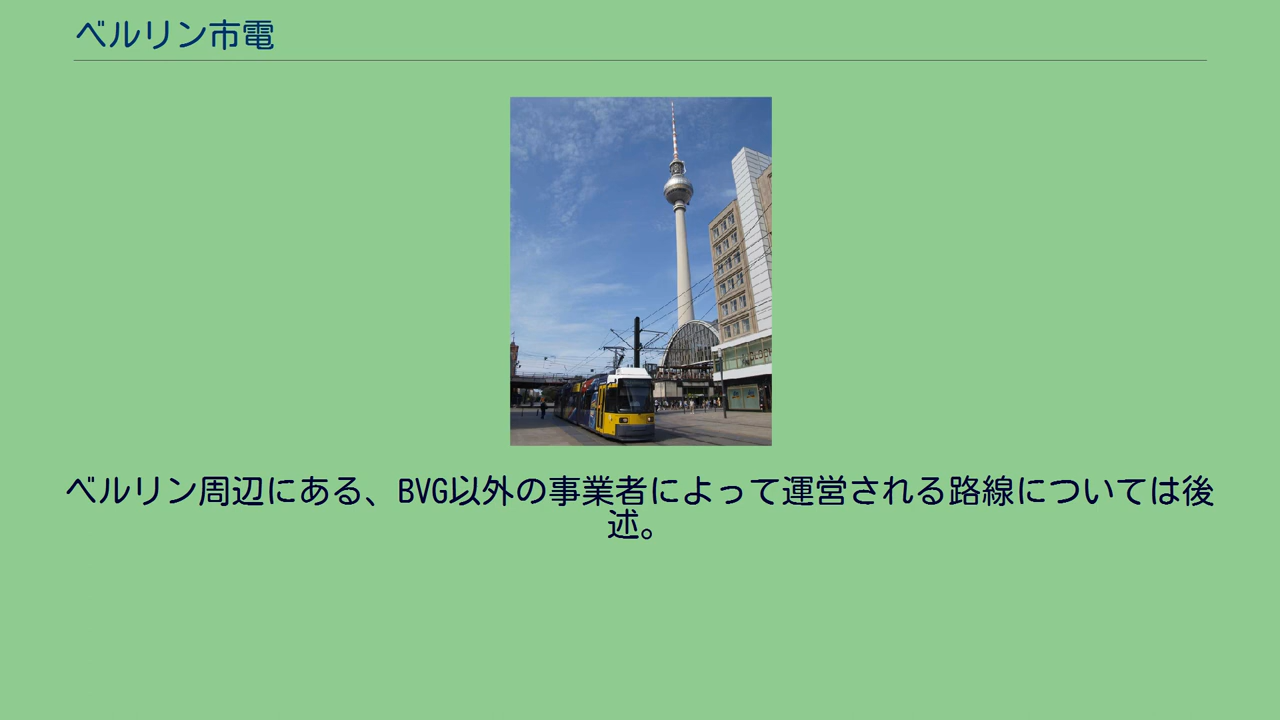 ベルリン市電
ベルリン周辺にある、BVG以外の事業者によって運営される路線については後
述。